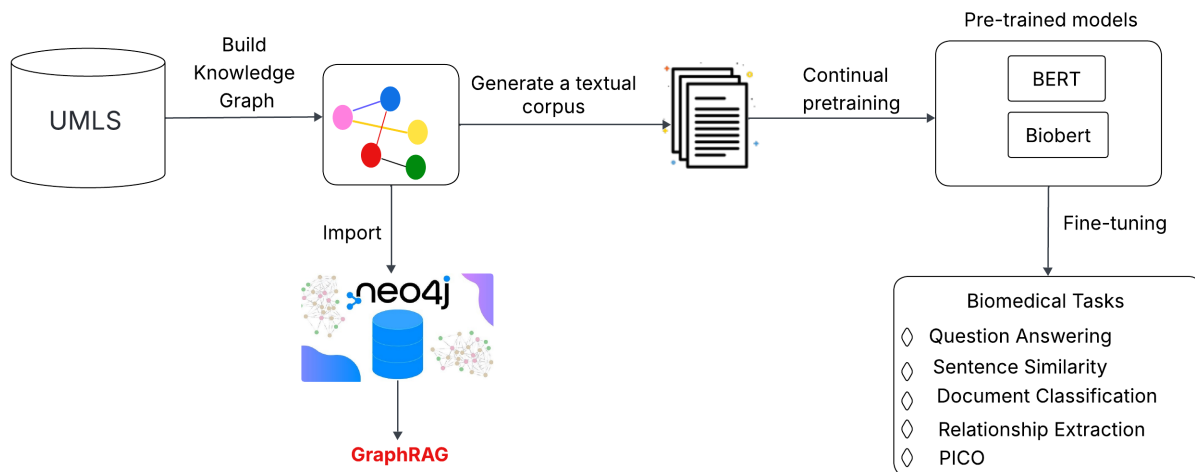 Pre-trained models
Build
Knowledge
Graph
UMLS
Generate a textual
corpus
Continual
pretraining
BERT
Biobert
Import
Fine-tuning
neo4j
GraphRAG
Biomedical Tasks
Question Answering
Sentence Similarity
Document Classification
Relationship Extraction
PICO